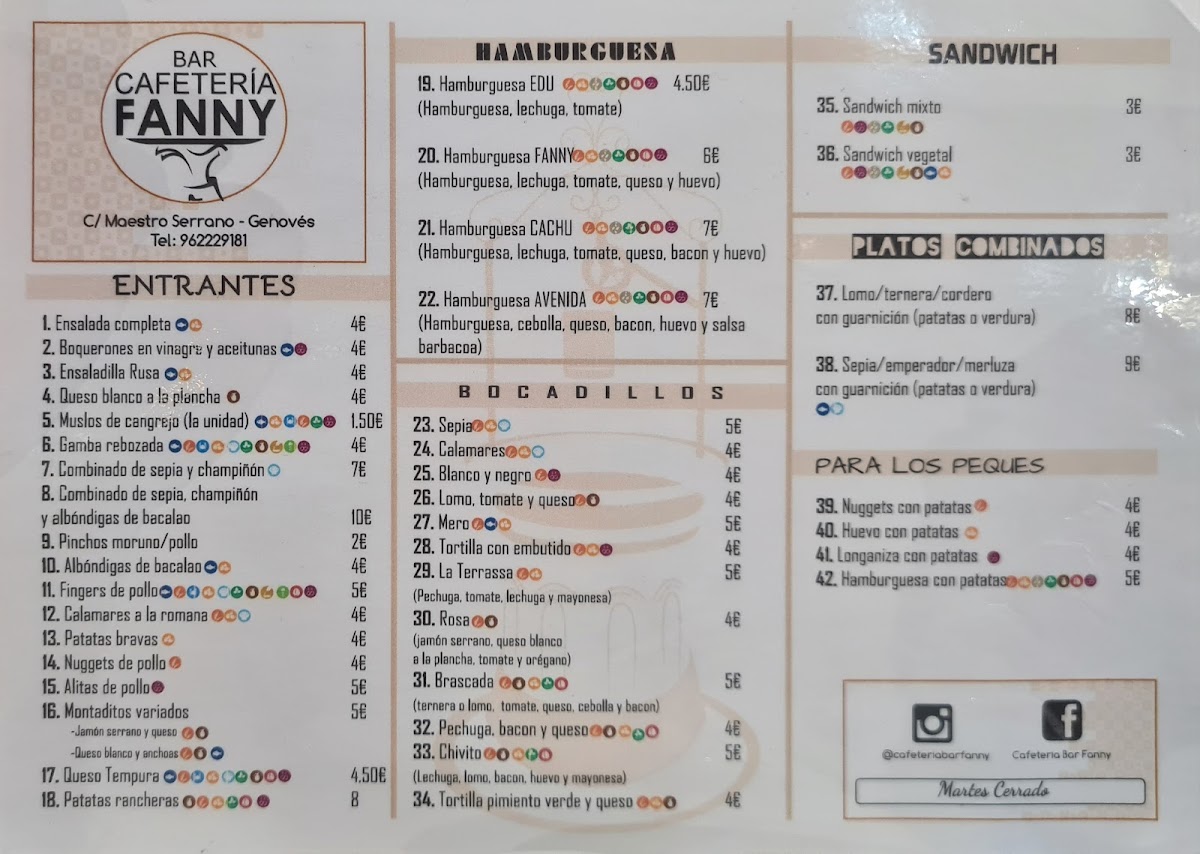 BAR
CAFETERÍA
FANNY
C/ Maestro Serrano - Genovés
Tel: 962229181
ENTRANTES
1. Ensalada completa 4€
2. Boquerones en vinagre y aceitunas 4€
3. Ensaladilla Rusa 4€
4. Queso blanco a la plancha 4€
5. Muslos de cangrejo (la unidad) 1.50€
6. Gamba rebozada 4€
7. Combinado de sepia y champiñón 7€
8. Combinado de sepia, champiñón
y albóndigas de bacalao 10€
9. Pinchos moruno/pollo 2€
10. Albóndigas de bacalao 4€
11. Fingers de pollo 5€
12. Calamares a la romana 4€
13. Patatas bravas 4€
14. Nuggets de pollo 4€
15. Alitas de pollo 5€
16. Montaditos variados 5€
-Jamón serrano y queso
-Queso blanco y anchoas
17. Queso Tempura 4.50€
18. Patatas rancheras 8
HAMBURGUESA
19. Hamburguesa EDU 4.50€
(Hamburguesa, lechuga, tomate)
20. Hamburguesa FANNY 6€
(Hamburguesa, lechuga, tomate, queso y huevo)
21. Hamburguesa CACHU 7€
(Hamburguesa, lechuga, tomate, queso, bacon y huevo)
22. Hamburguesa AVENIDA 7€
(Hamburguesa, cebolla, queso, bacon, huevo y salsa
barbacoa)
BOCADILLOS
23. Sepia 5€
24. Calamares 4€
25. Blanco y negro 4€
26. Lomo, tomate y queso 4€
27. Mero 5€
28. Tortilla con embutido 4€
29. La Terrassa 5€
(Pechuga, tomate, lechuga y mayonesa)
30. Rosa 4€
(jamón serrano, queso blanco
a la plancha, tomate y orégano)
31. Brascada 5€
(ternera o lomo, tomate, queso, cebolla y bacon)
32. Pechuga, bacon y queso 4€
33. Chivito 5€
(Lechuga, lomo, bacon, huevo y mayonesa)
34. Tortilla pimiento verde y queso 4€
SANDWICH
35. Sandwich mixto 3€
36. Sandwich vegetal 3€
PLATOS COMBINADOS
37. Lomo/ternera/cordero
con guarnición (patatas o verdura) 8€
38. Sepia/emperador/merluza 9€
con guarnición (patatas o verdura)
PARA LOS PEQUES
39. Nuggets con patatas 4€
40. Huevo con patatas 4€
41. Longaniza con patatas 4€
42. Hamburguesa con patatas 5€
@cafeteriabarfanny Cafeteria Bar Fanny
Martes Cerrado